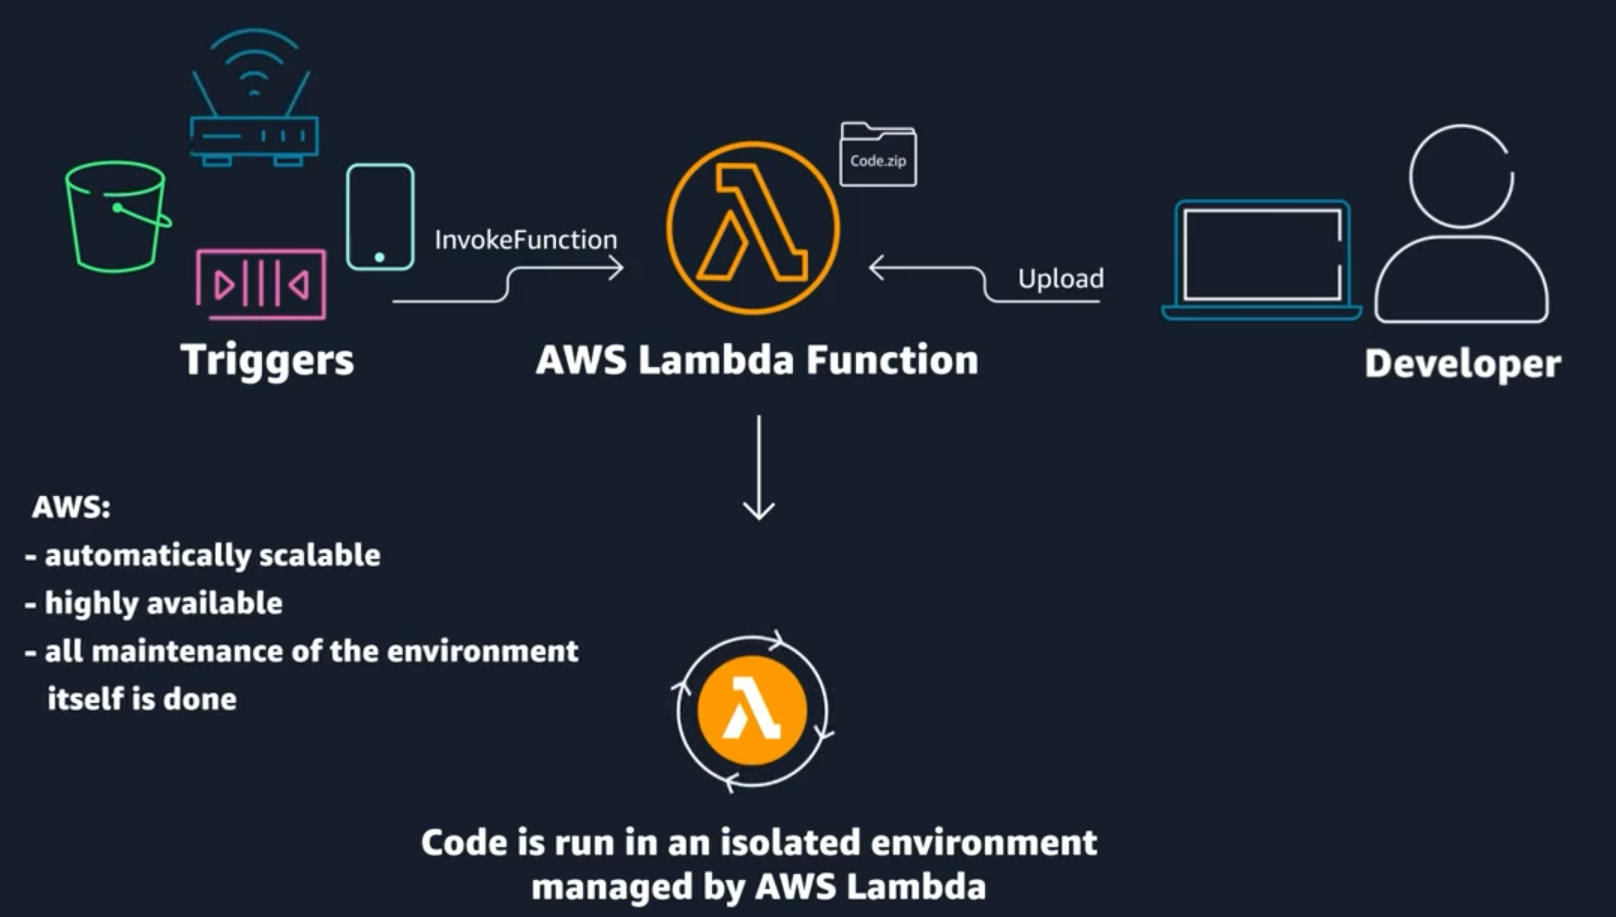 Code.zip
InvokeFunction
Upload
Triggers
AWS Lambda Function
Developer
AWS:
- automatically scalable
- highly available
- all maintenance of the environment
itself is done
Code is run in an isolated environment
managed by AWS Lambda